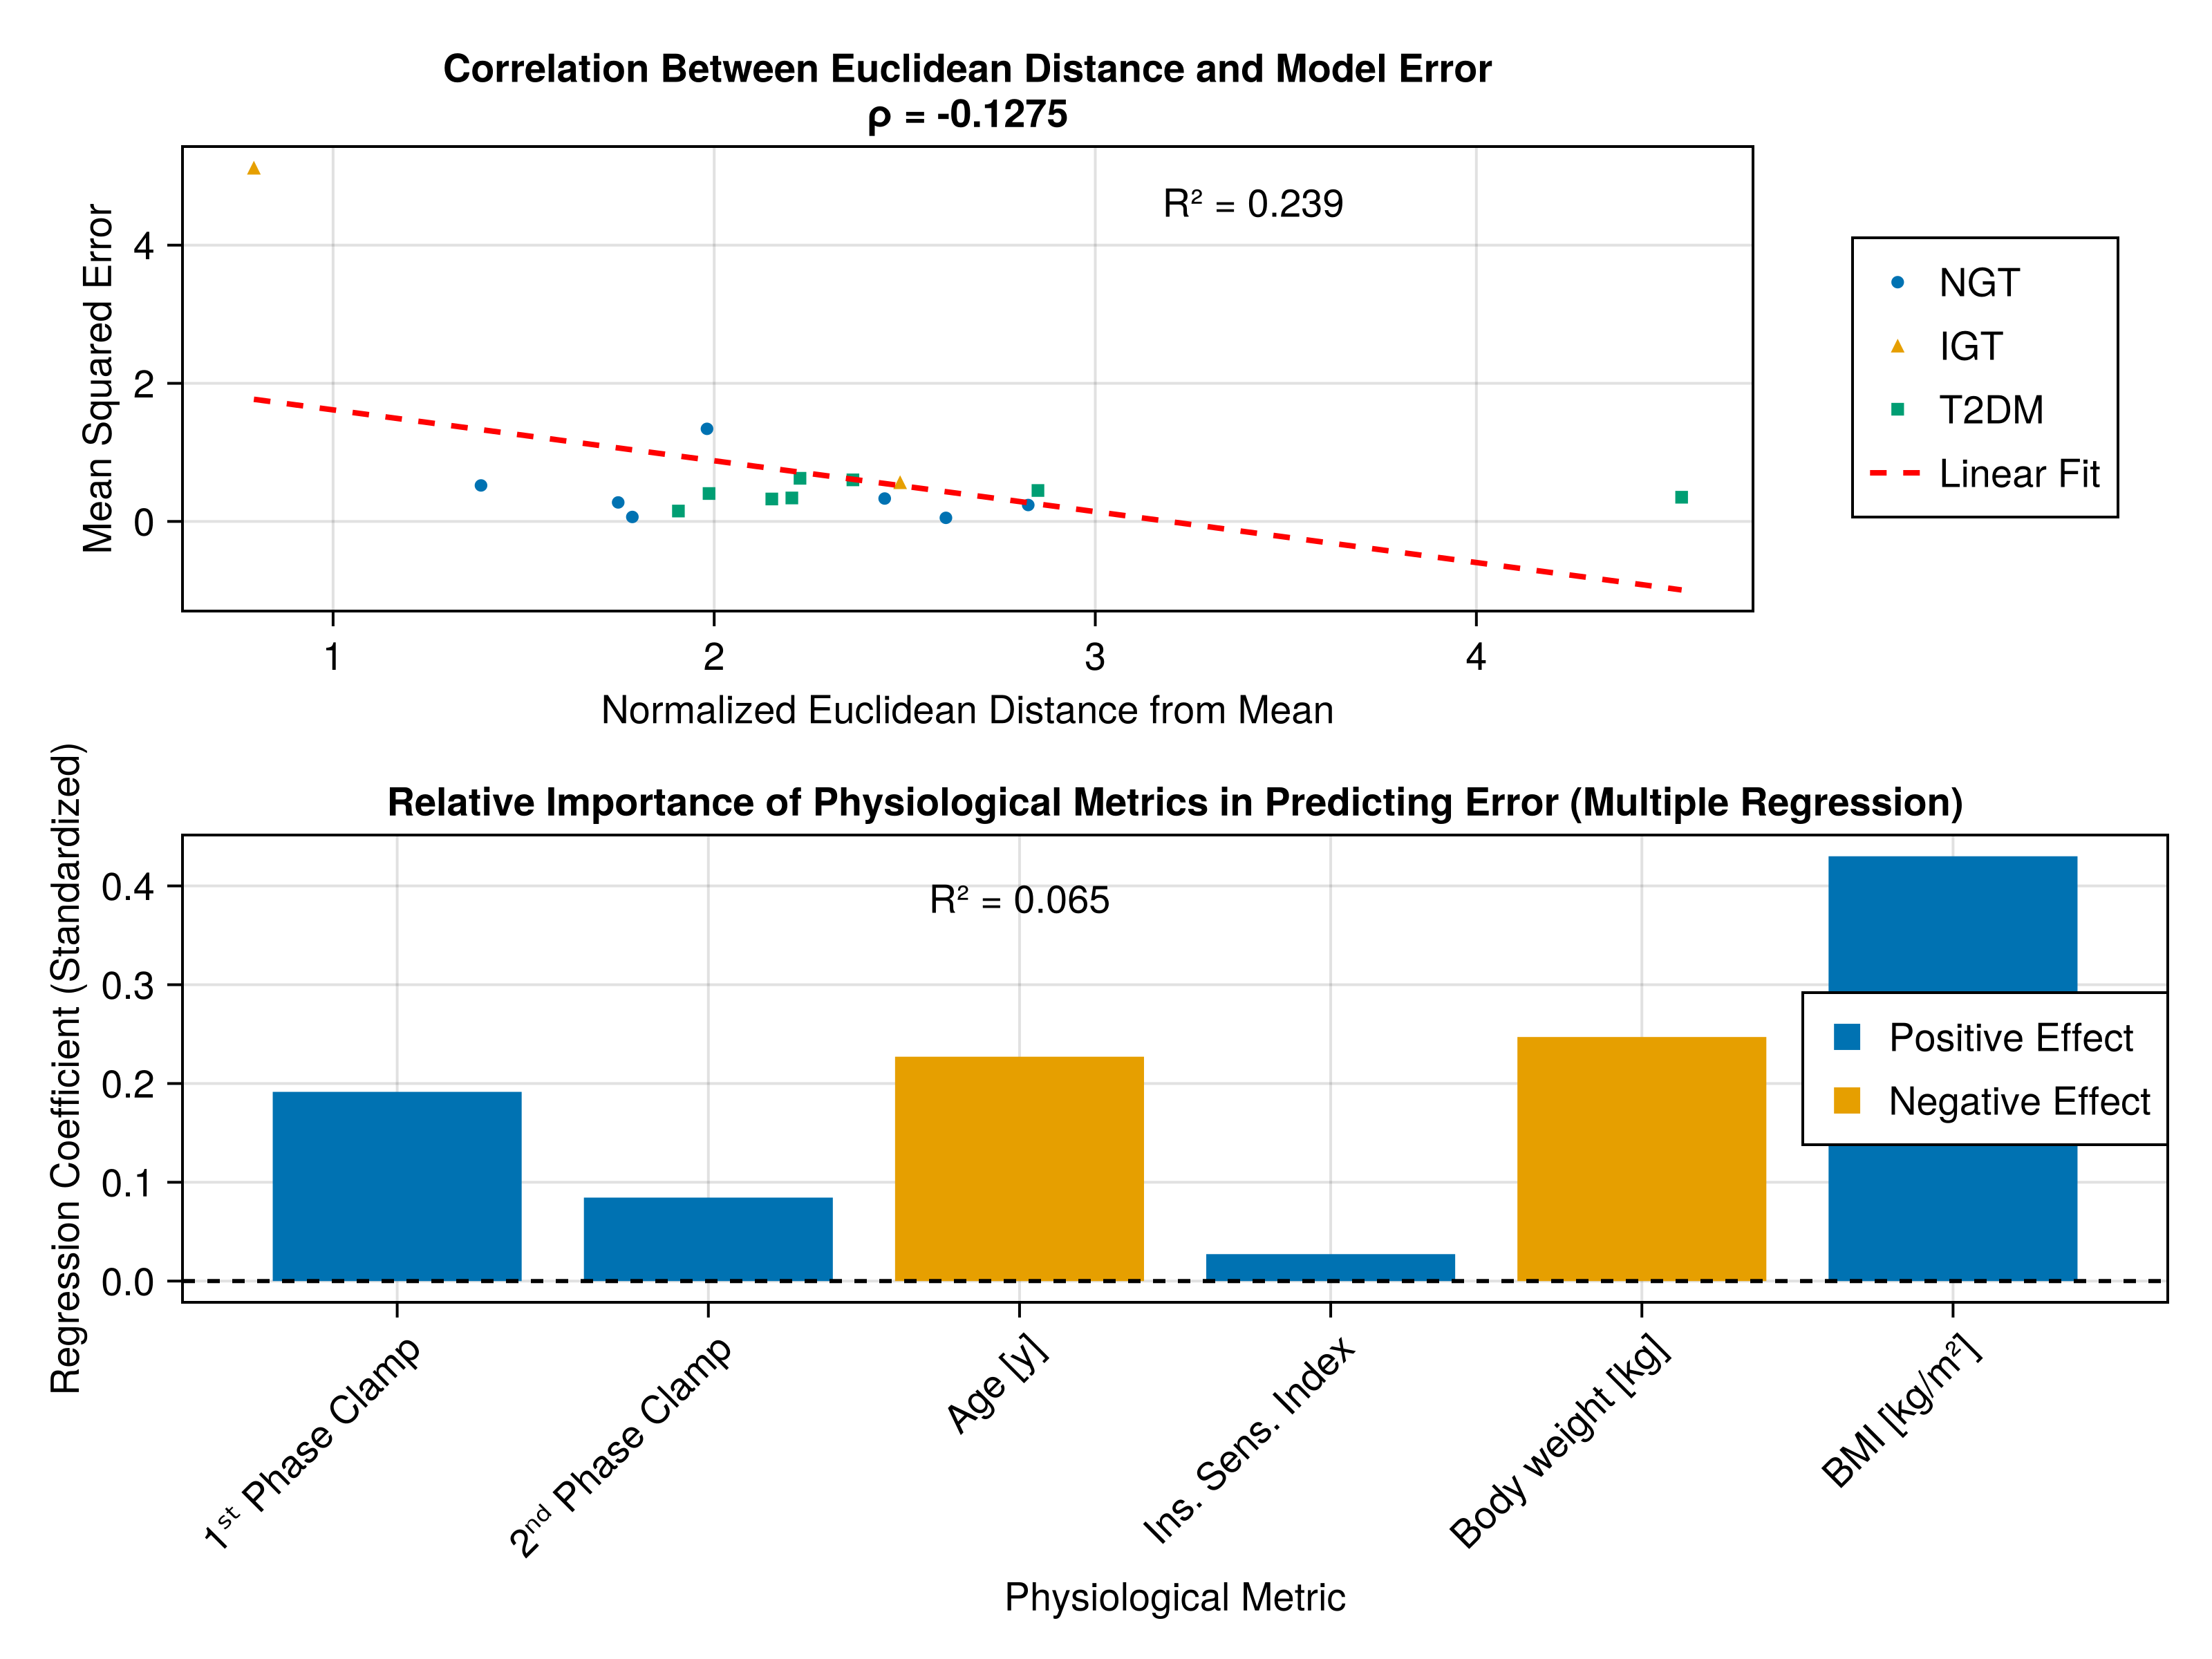 Correlation Between Euclidean Distance and Model Error
ρ = -0.1275
R² = 0.239
Mean Squared Error
4
2
0
1
2
3
4
Normalized Euclidean Distance from Mean
NGT
IGT
T2DM
Linear Fit
Relative Importance of Physiological Metrics in Predicting Error (Multiple Regression)
R² = 0.065
Regression Coefficient (Standardized)
0.4
0.3
0.2
0.1
0.0
Positive Effect
Negative Effect
1ˢᵗ Phase Clamp
2ⁿᵈ Phase Clamp
Age [y]
Ins. Sens. Index
Body weight [kg]
BMI [kg/m²]
Physiological Metric